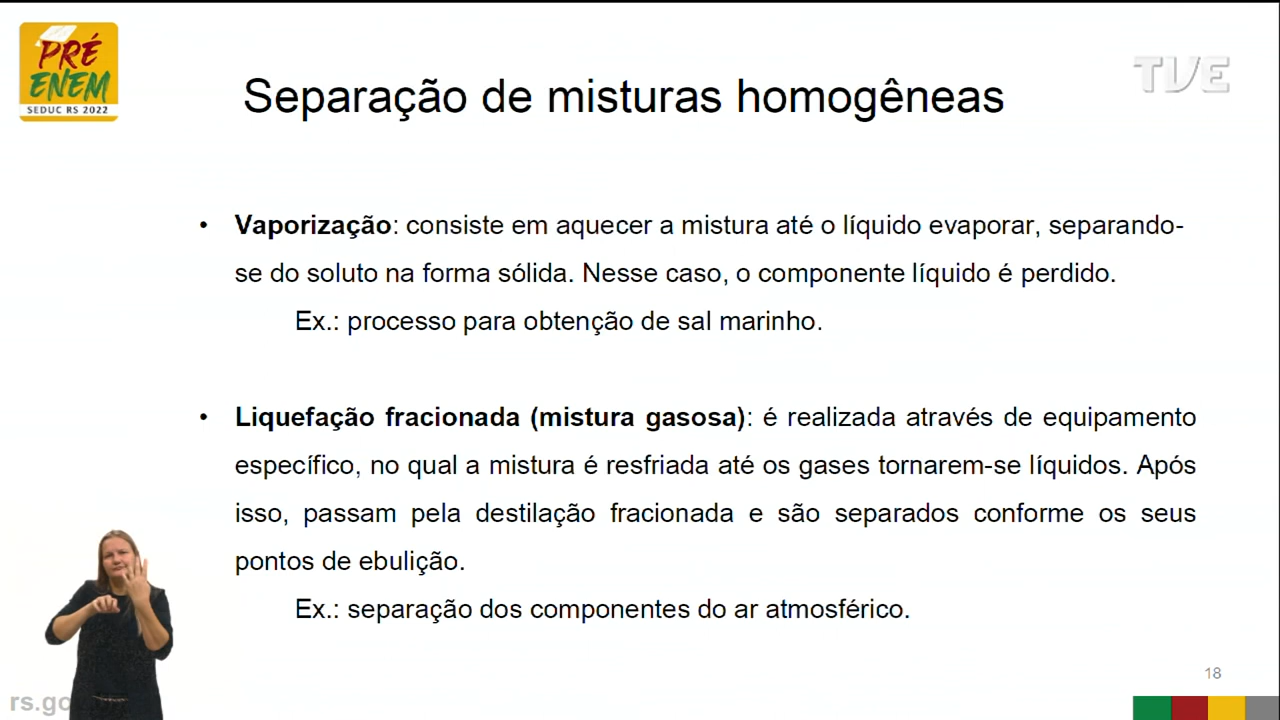 PRÉ
ENEM
SEDUC RS 2022
TVE
Separação de misturas homogêneas
• Vaporização: consiste em aquecer a mistura até o líquido evaporar, separando-
se do soluto na forma sólida. Nesse caso, o componente líquido é perdido.
Ex.: processo para obtenção de sal marinho.
• Liquefação fracionada (mistura gasosa): é realizada através de equipamento
específico, no qual a mistura é resfriada até os gases tornarem-se líquidos. Após
isso, passam pela destilação fracionada e são separados conforme os seus
pontos de ebulição.
Ex.: separação dos componentes do ar atmosférico.
18